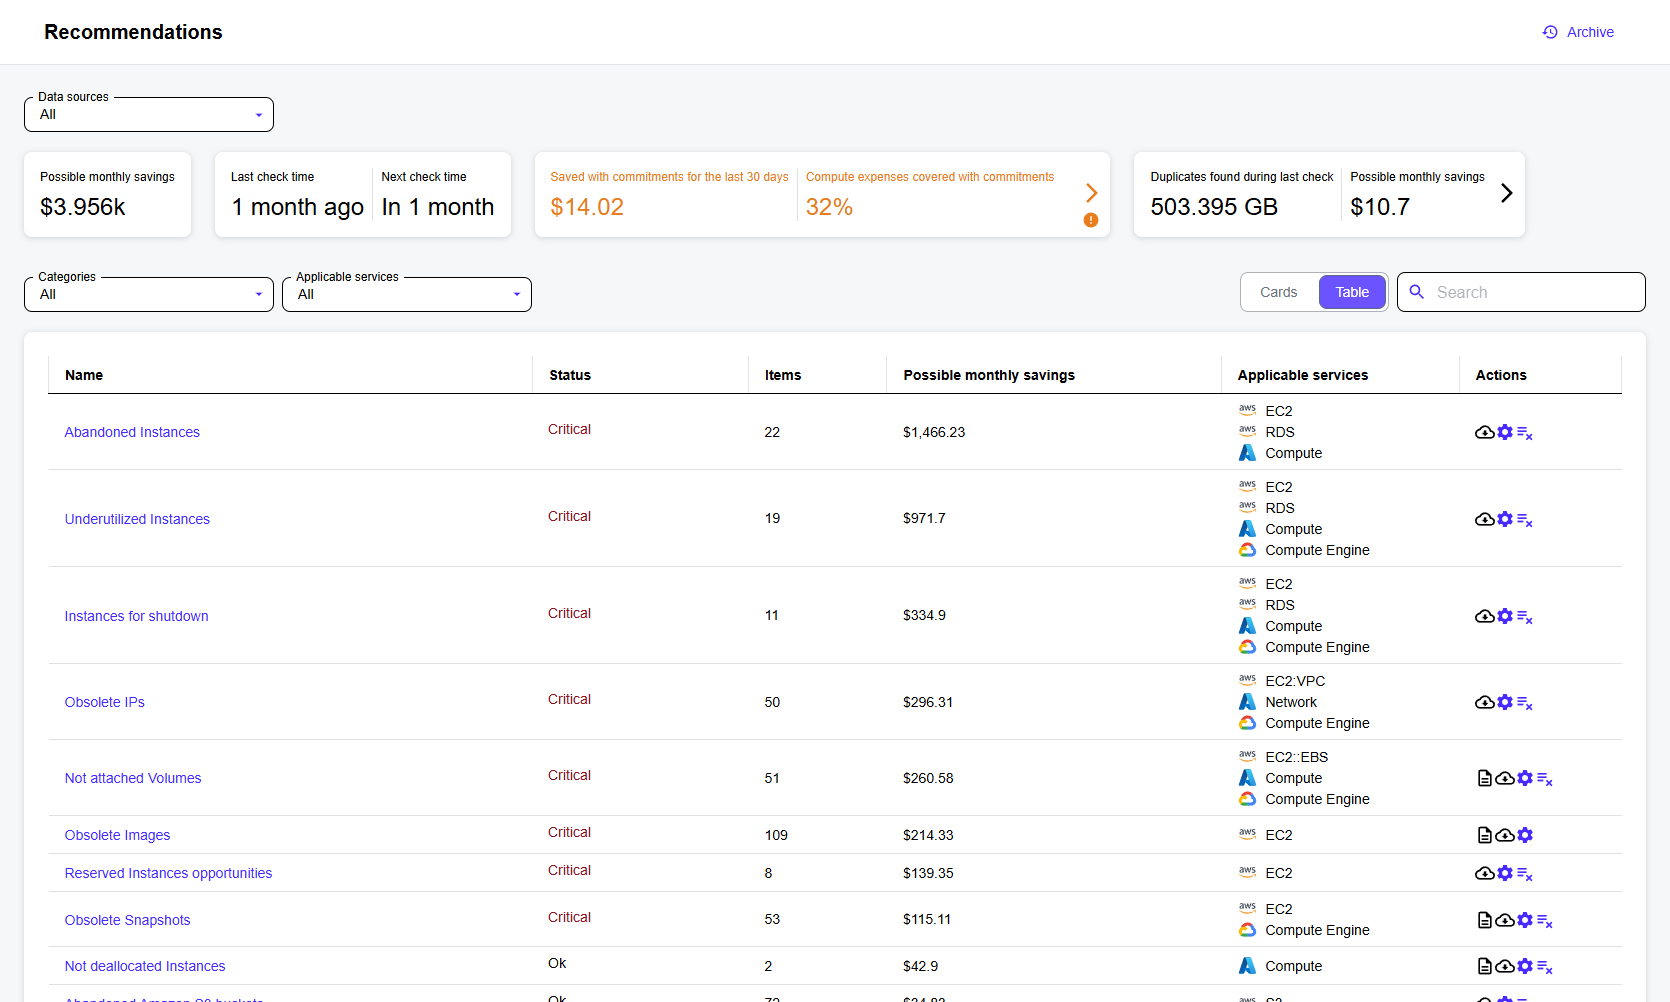 Recommendations
Archive
Data sources
All
Possible monthly savings
$3.956k
Last check time
1 month ago
Next check time
In 1 month
Saved with commitments for the last 30 days
$14.02
Compute expenses covered with commitments
32%
Duplicates found during last check
503.395 GB
Possible monthly savings
$10.7
Categories
All
Applicable services
All
Cards
Table
Search
Name Status Items Possible monthly savings Applicable services Actions
Abandoned Instances Critical 22 $1,466.23
aws EC2
aws RDS
Compute
Underutilized Instances Critical 19 $971.7
aws EC2
aws RDS
Compute
Compute Engine
Instances for shutdown Critical 11 $334.9
aws EC2
aws RDS
Compute
Compute Engine
Obsolete IPs Critical 50 $296.31
aws EC2:VPC
Network
Compute Engine
Not attached Volumes Critical 51 $260.58
aws EC2::EBS
Compute
Compute Engine
Obsolete Images Critical 109 $214.33 aws EC2
Reserved Instances opportunities Critical 8 $139.35 aws EC2
Obsolete Snapshots Critical 53 $115.11
aws EC2
Compute Engine
Not deallocated Instances Ok 2 $42.9 Compute
Abandoned Amazon S3 buckets Ok